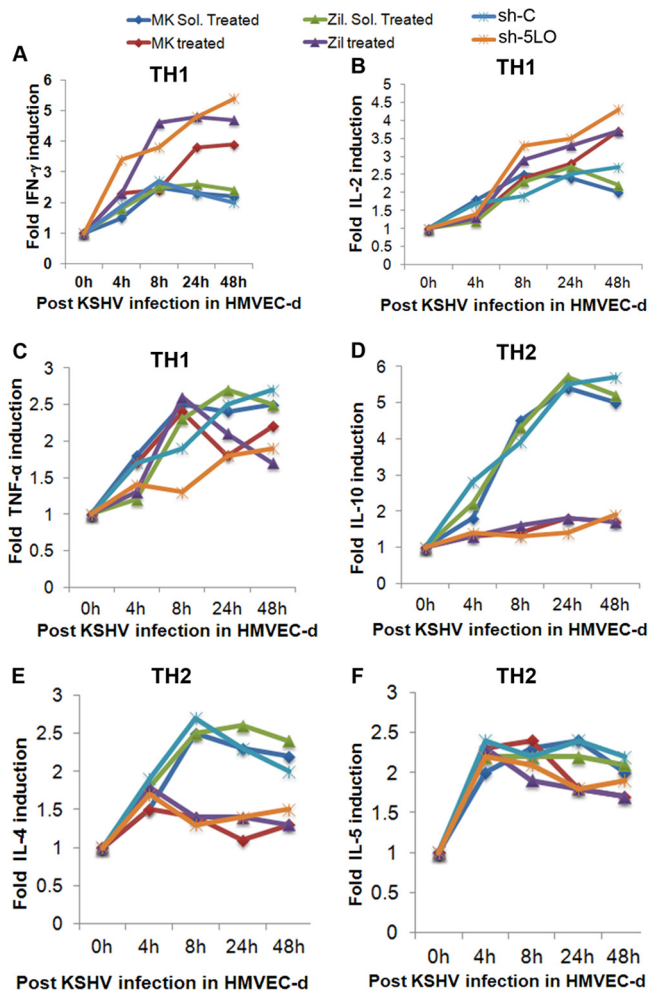 MK Sol. Treated Zil. Sol. Treated sh-C
MK treated Zil treated sh-5LO
A
TH1
Fold IFN-γ induction
6
5
4
3
2
1
0
0h 4h 8h 24h 48h
Post KSHV infection in HMVEC-d
B
TH1
Fold IL-2 induction
5
4.5
4
3.5
3
2.5
2
1.5
1
0.5
0
0h 4h 8h 24h 48h
Post KSHV infection in HMVEC-d
C
TH1
Fold TNF-α induction
3
2.5
2
1.5
1
0.5
0
0h 4h 8h 24h 48h
Post KSHV infection in HMVEC-d
D
TH2
Fold IL-10 induction
6
5
4
3
2
1
0
0h 4h 8h 24h 48h
Post KSHV infection in HMVEC-d
E
TH2
Fold IL-4 induction
3
2.5
2
1.5
1
0.5
0
0h 4h 8h 24h 48h
Post KSHV infection in HMVEC-d
F
TH2
Fold IL-5 induction
3
2.5
2
1.5
1
0.5
0
0h 4h 8h 24h 48h
Post KSHV infection in HMVEC-d